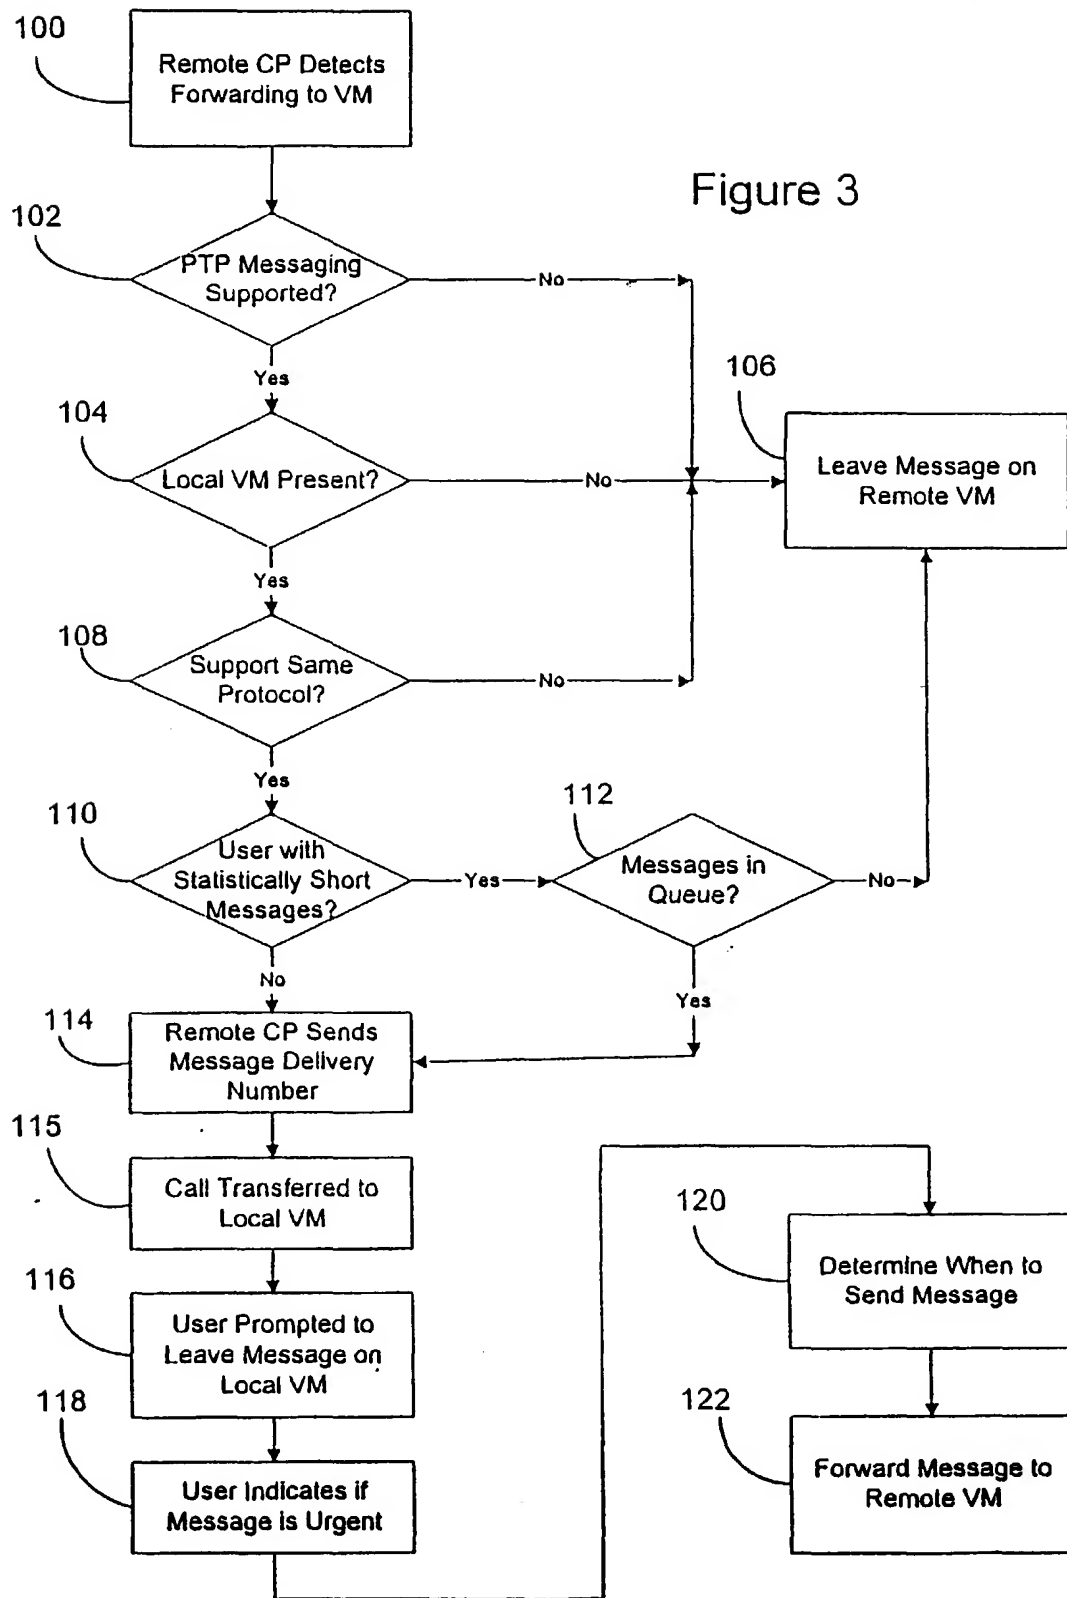 100
Remote CP Detects
Forwarding to VM
Figure 3
102
PTP Messaging
Supported?
No
Yes
104
Local VM Present?
No
106
Leave Message on
Remote VM
Yes
108
Support Same
Protocol?
No
Yes
110
User with
Statistically Short
Messages?
Yes
112
Messages in
Queue?
No
No
Yes
114
Remote CP Sends
Message Delivery
Number
115
Call Transferred to
Local VM
116
User Prompted to
Leave Message on
Local VM
118
User Indicates if
Message is Urgent
120
Determine When to
Send Message
122
Forward Message to
Remote VM